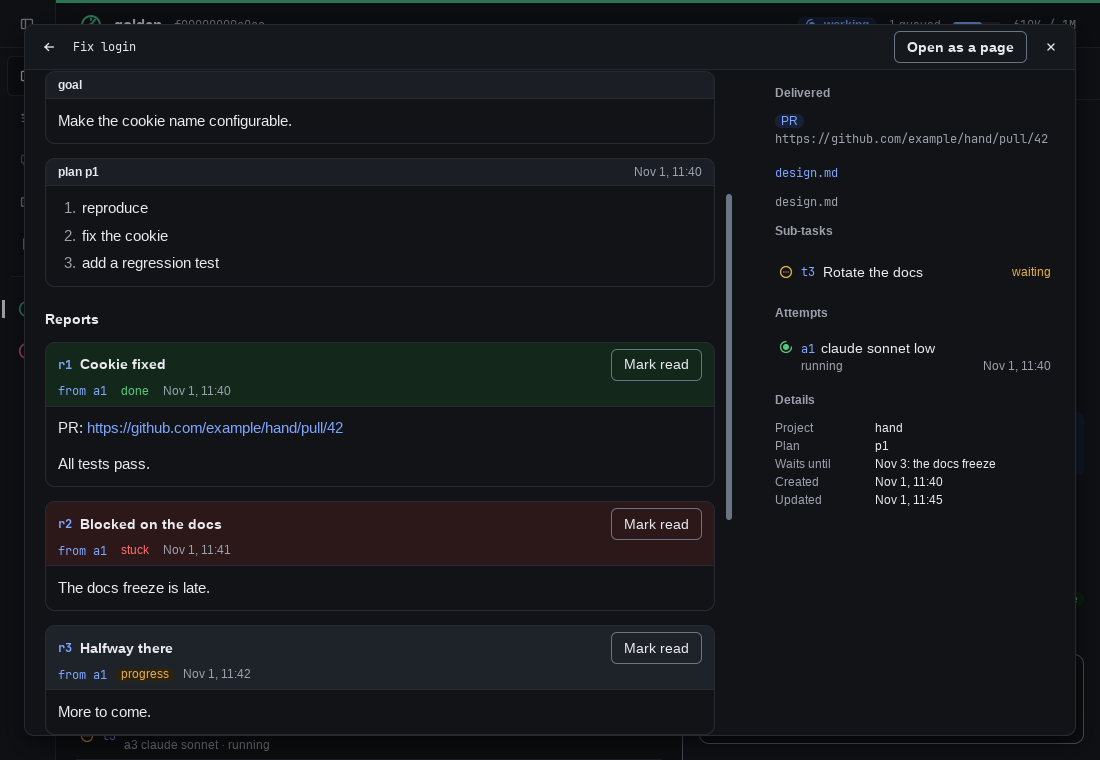 Fix login
Open as a page
goal
Make the cookie name configurable.
plan p1
Nov 1, 11:40
1. reproduce
2. fix the cookie
3. add a regression test
Reports
r1 Cookie fixed
Mark read
from a1 done Nov 1, 11:40
PR: https://github.com/example/hand/pull/42
All tests pass.
r2 Blocked on the docs
Mark read
from a1 stuck Nov 1, 11:41
The docs freeze is late.
r3 Halfway there
Mark read
from a1 progress Nov 1, 11:42
More to come.
Delivered
PR
https://github.com/example/hand/pull/42
design.md
design.md
Sub-tasks
t3 Rotate the docs waiting
Attempts
a1 claude sonnet low
running Nov 1, 11:40
Details
Project hand
Plan p1
Waits until Nov 3: the docs freeze
Created Nov 1, 11:40
Updated Nov 1, 11:45
a3 claude sonnet · running